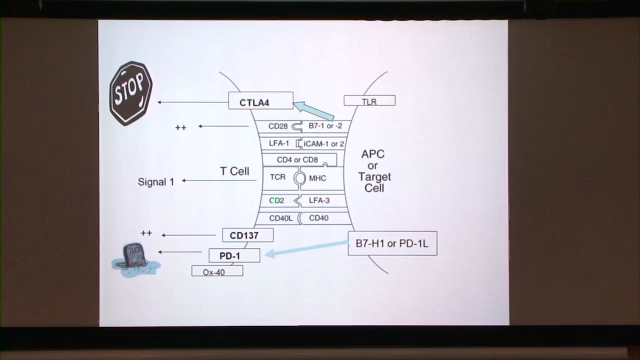 STOP
CTLA4
TLR
++
CD28
B7-1 or -2
LFA-1
iCAM-1 or 2
CD4 or CD8
T Cell
TCR
MHC
APC
or
Target
Cell
Signal 1
CD2
LFA-3
CD40L
CD40
++
CD137
PD-1
B7-H1 or PD-1L
Ox-40